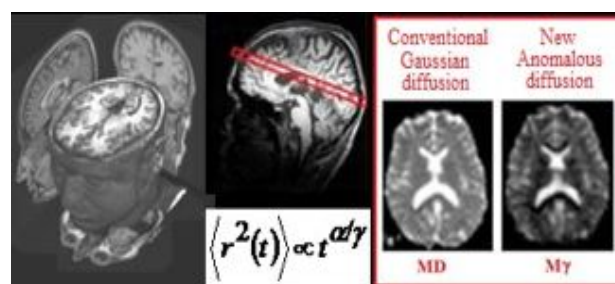 Conventional
Gaussian
diffusion
New
Anomalous
diffusion
⟨r²(t)⟩ ∝ t^α/γ
MD
Mγ